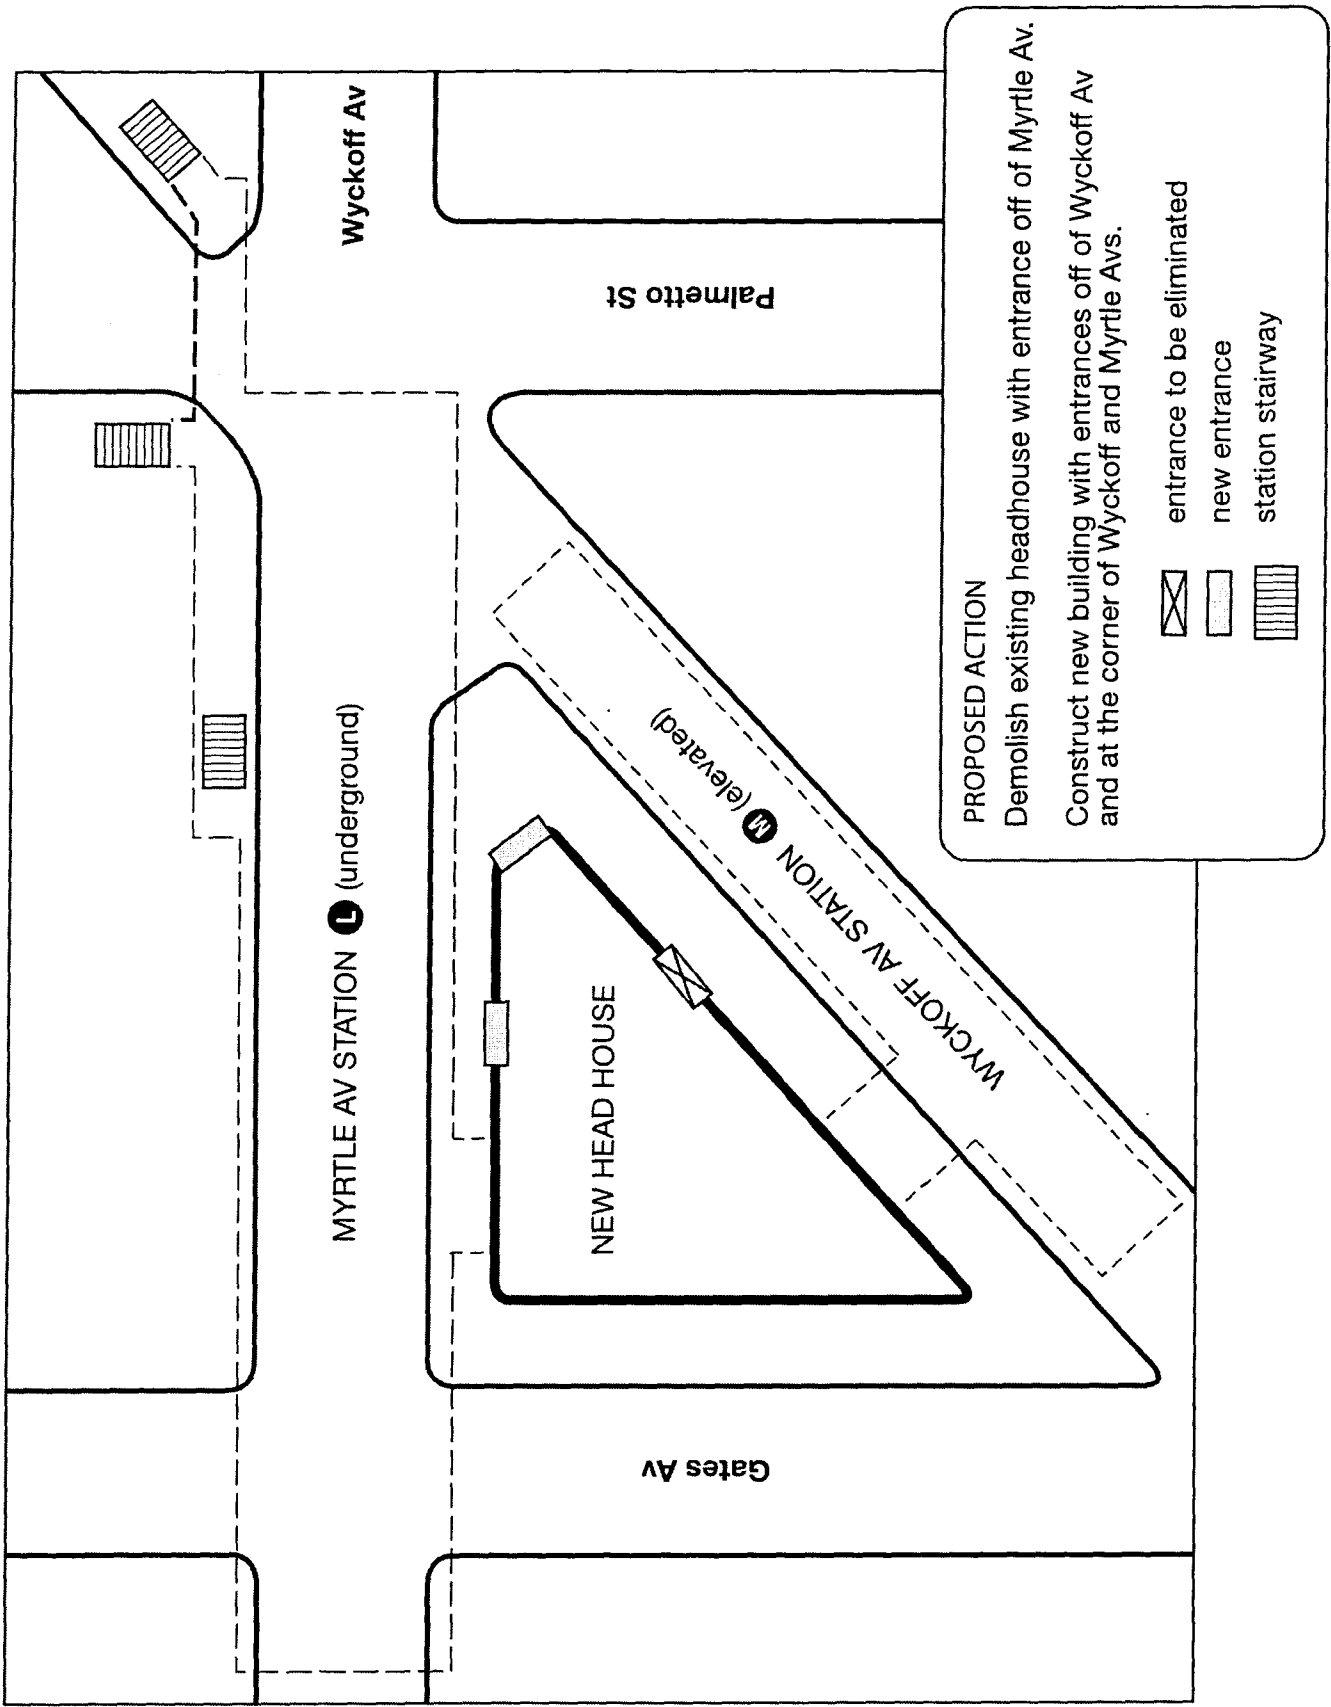 Wyckoff Av
Palmetto St
MYRTLE AV STATION L (underground)
WYCKOFF AV STATION M (elevated)
NEW HEAD HOUSE
Gates Av
PROPOSED ACTION
Demolish existing headhouse with entrance off of Myrtle Av.
Construct new building with entrances off of Wyckoff Av
and at the corner of Wyckoff and Myrtle Avs.
entrance to be eliminated
new entrance
station stairway